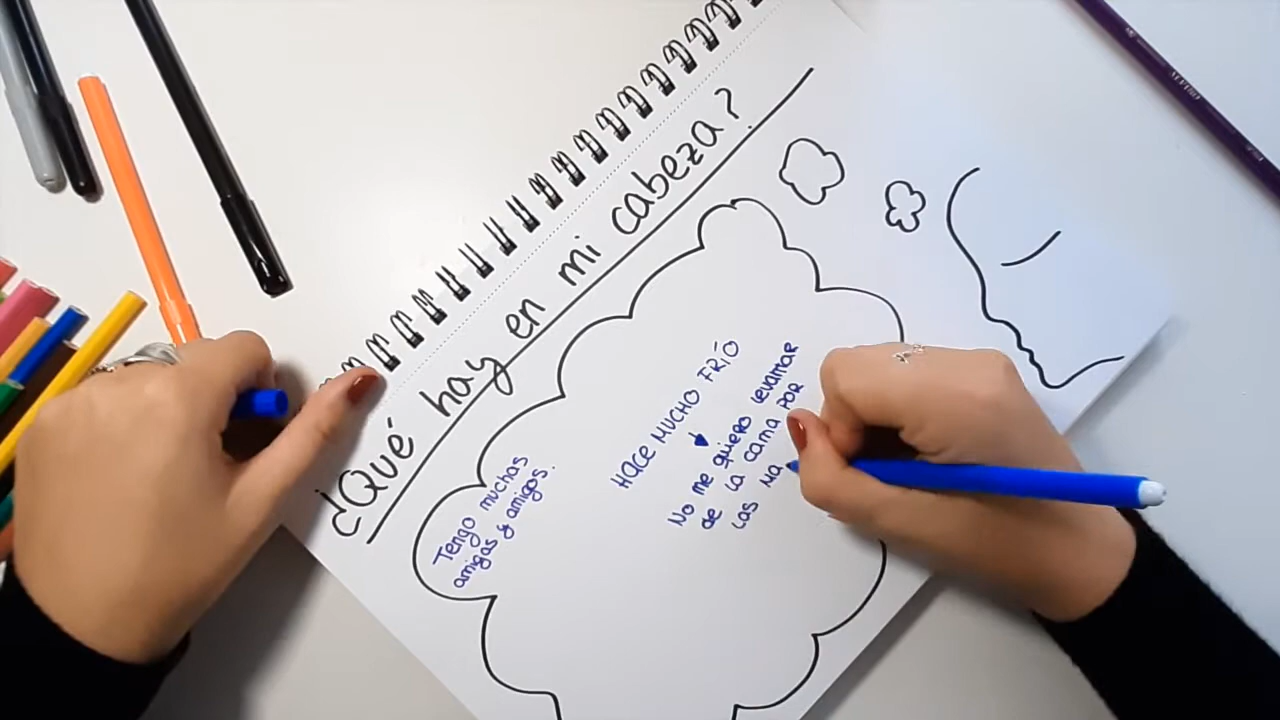 ¿Qué hay en mi cabeza?
Tengo muchas
amigas y amigos.
HACE MUCHO FRÍO
No me quiero levantar
de la cama POR
las MA